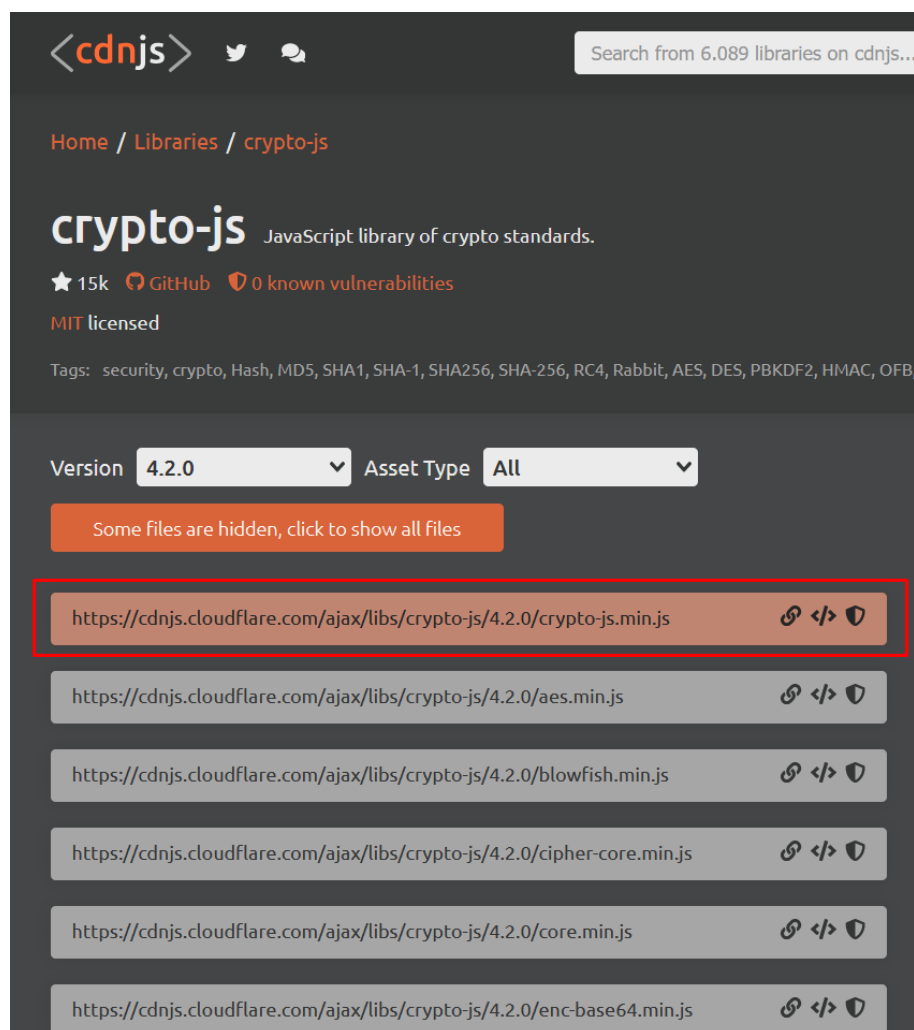 <cdnjs>
Search from 6.089 libraries on cdnjs...
Home / Libraries / crypto-js
crypto-js JavaScript library of crypto standards.
15k GitHub 0 known vulnerabilities
MIT licensed
Tags: security, crypto, Hash, MD5, SHA1, SHA-1, SHA256, SHA-256, RC4, Rabbit, AES, DES, PBKDF2, HMAC, OFB,
Version 4.2.0 Asset Type All
Some files are hidden, click to show all files
https://cdnjs.cloudflare.com/ajax/libs/crypto-js/4.2.0/crypto-js.min.js </>
https://cdnjs.cloudflare.com/ajax/libs/crypto-js/4.2.0/aes.min.js </>
https://cdnjs.cloudflare.com/ajax/libs/crypto-js/4.2.0/blowfish.min.js </>
https://cdnjs.cloudflare.com/ajax/libs/crypto-js/4.2.0/cipher-core.min.js </>
https://cdnjs.cloudflare.com/ajax/libs/crypto-js/4.2.0/core.min.js </>
https://cdnjs.cloudflare.com/ajax/libs/crypto-js/4.2.0/enc-base64.min.js </>